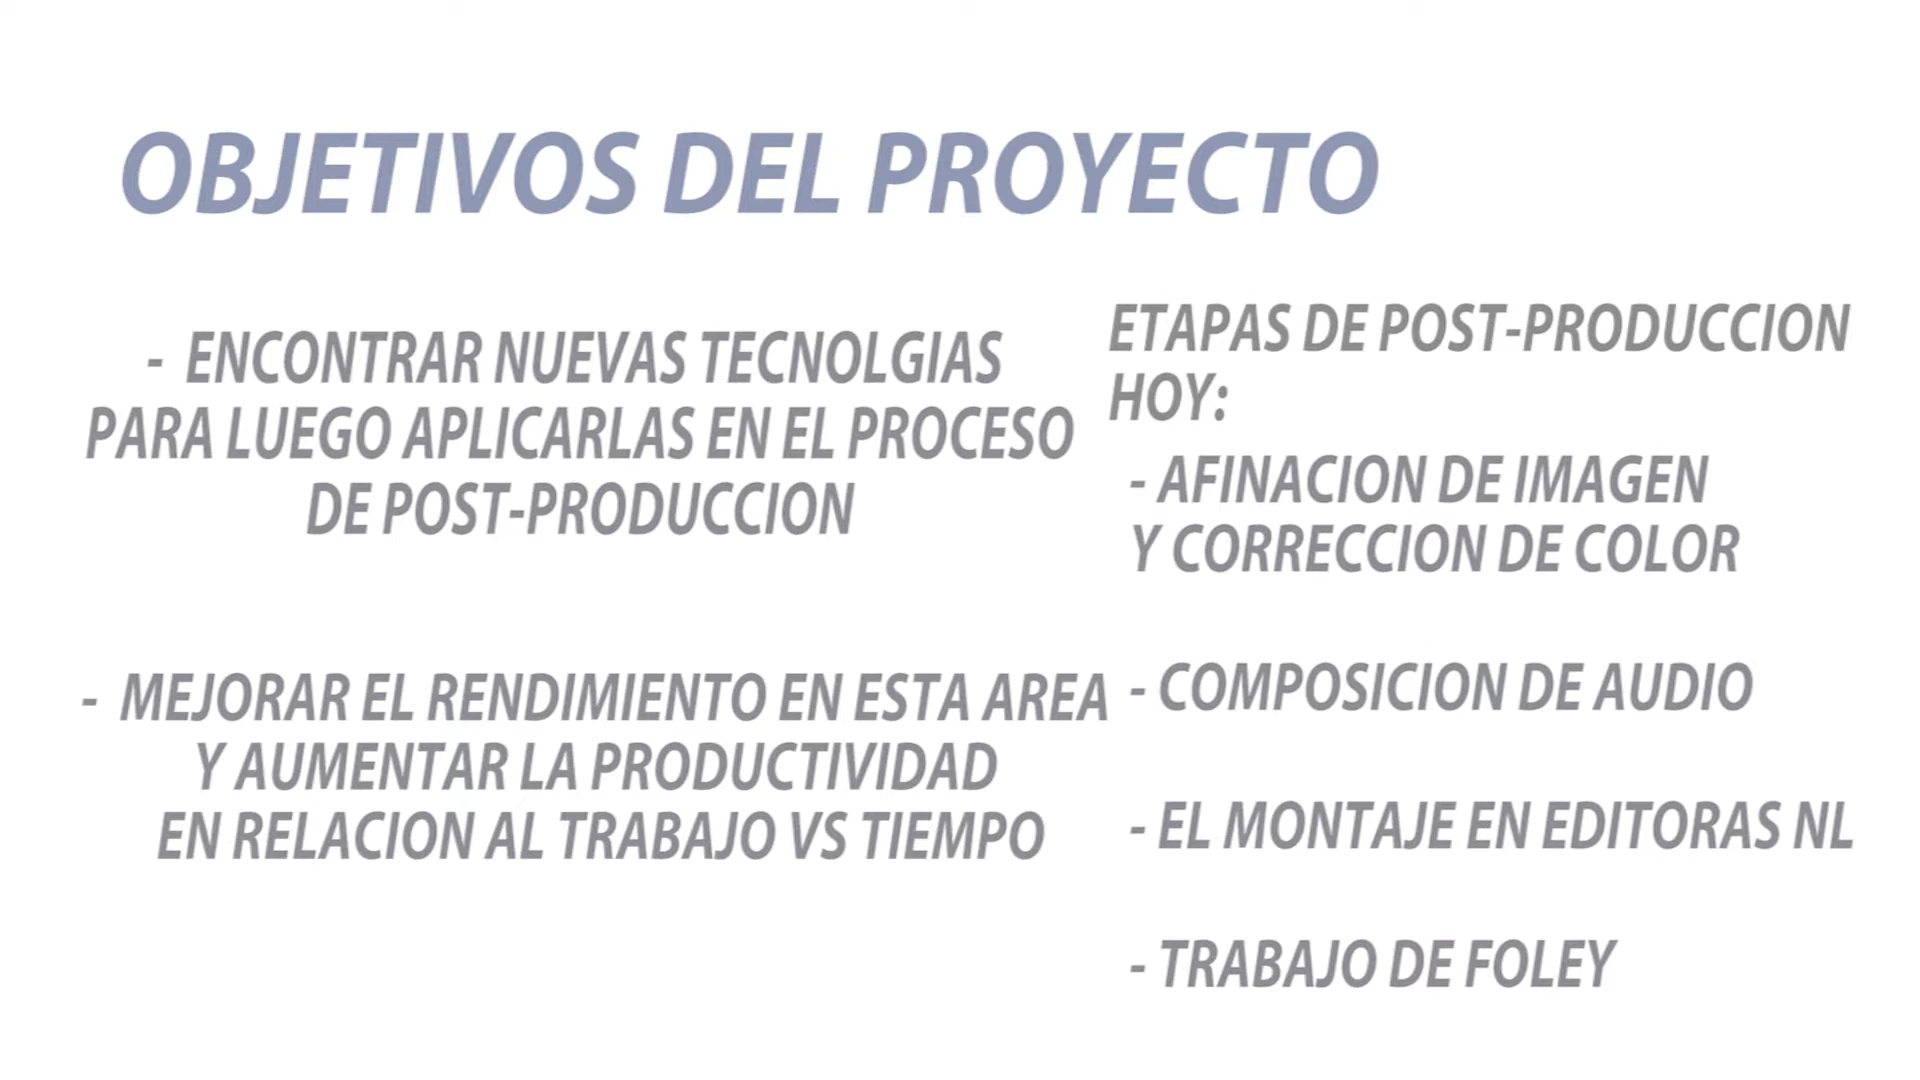 OBJETIVOS DEL PROYECTO
- ENCONTRAR NUEVAS TECNOLGIAS
PARA LUEGO APLICARLAS EN EL PROCESO
DE POST-PRODUCCION
- MEJORAR EL RENDIMIENTO EN ESTA AREA
Y AUMENTAR LA PRODUCTIVIDAD
EN RELACION AL TRABAJO VS TIEMPO
ETAPAS DE POST-PRODUCCION
HOY:
- AFINACION DE IMAGEN
Y CORRECCION DE COLOR
- COMPOSICION DE AUDIO
- EL MONTAJE EN EDITORAS NL
- TRABAJO DE FOLEY